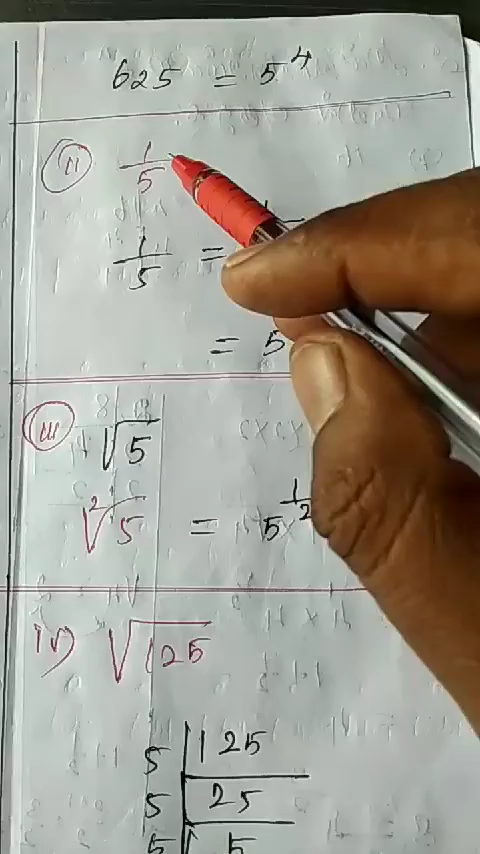 625 = 5⁴
(ii) 1/5
1/5 =
= 5
(iii) √5
²√5 = 5^(1/2)
iv) √125
5 | 125
5 | 25
5 | 5